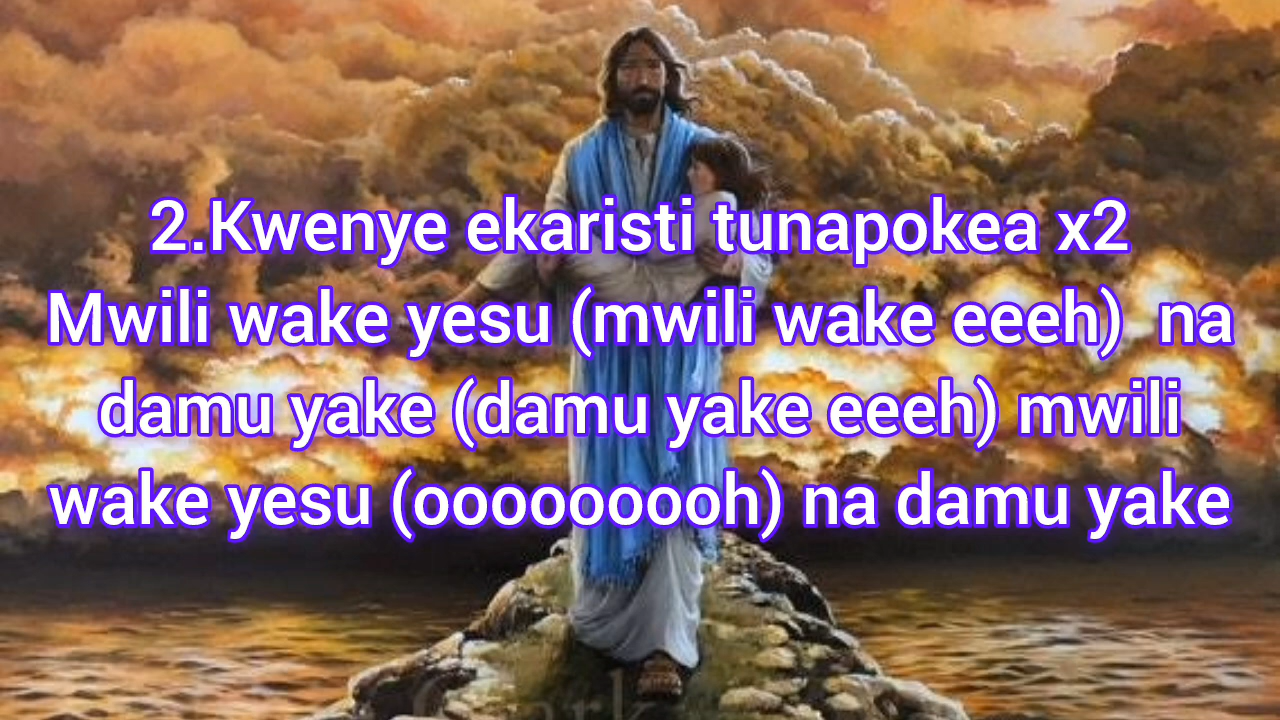 2.Kwenye ekaristi tunapokea x2
Mwili wake yesu (mwili wake eeeh)  na
damu yake (damu yake eeeh) mwili
wake yesu (ooooooooh) na damu yake